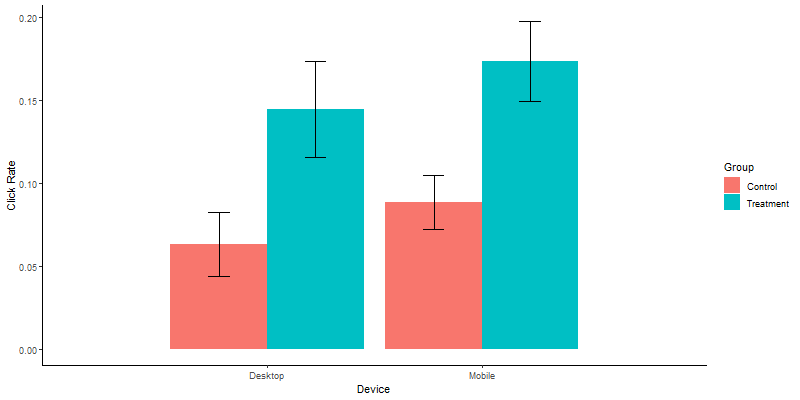 0.20
0.15
0.10
0.05
0.00
Click Rate
Desktop
Mobile
Device
Group
Control
Treatment